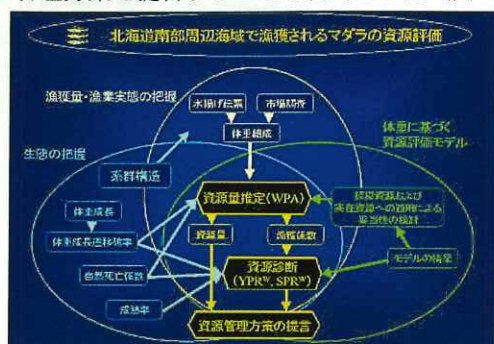 北海道南部周辺海域で漁獲されるマダラの資源評価
漁獲量・漁業実態の把握
水揚げ伝票
市場調査
体重組成
生態の把握
体重に基づく
資源評価モデル
系群構造
資源量推定(WPA)
体重成長
資源量
漁獲係数
体重成長遷移確率
自然死亡係数
資源診断
(YPRᵂ, SPRᵂ)
モデルの構築
成熟率
資源管理方策の提言